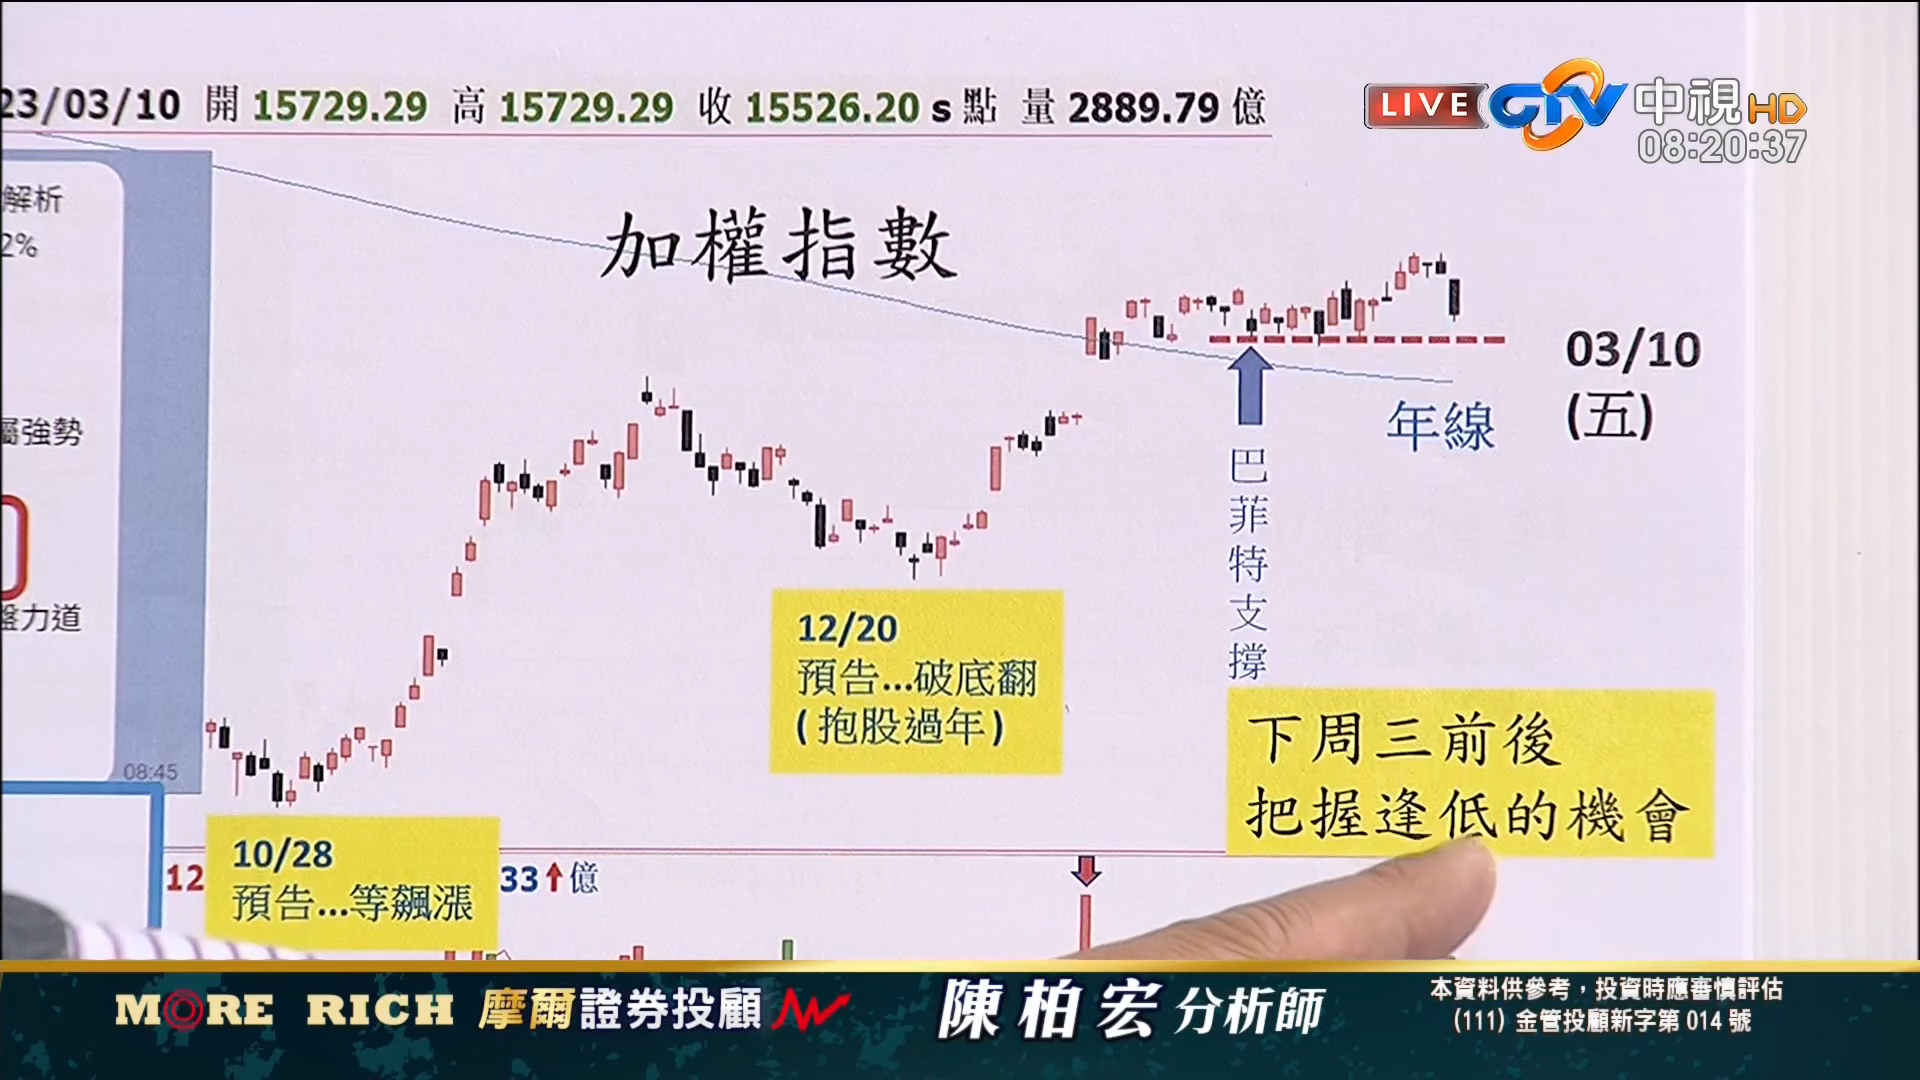 23/03/10 開 15729.29 高 15729.29 收 15526.20 s 點 量 2889.79 億
LIVE CTV 中視 HD
08:20:37
解析
2%
加權指數
03/10
(五)
屬強勢
年線
巴菲特支撐
盤力道
12/20
預告...破底翻
(抱股過年)
下周三前後
把握逢低的機會
08:45
10/28
預告...等飆漲
12
33↑億
MORE RICH 摩爾證券投顧 陳柏宏 分析師
本資料供參考，投資時應審慎評估
(111) 金管投顧新字第 014 號